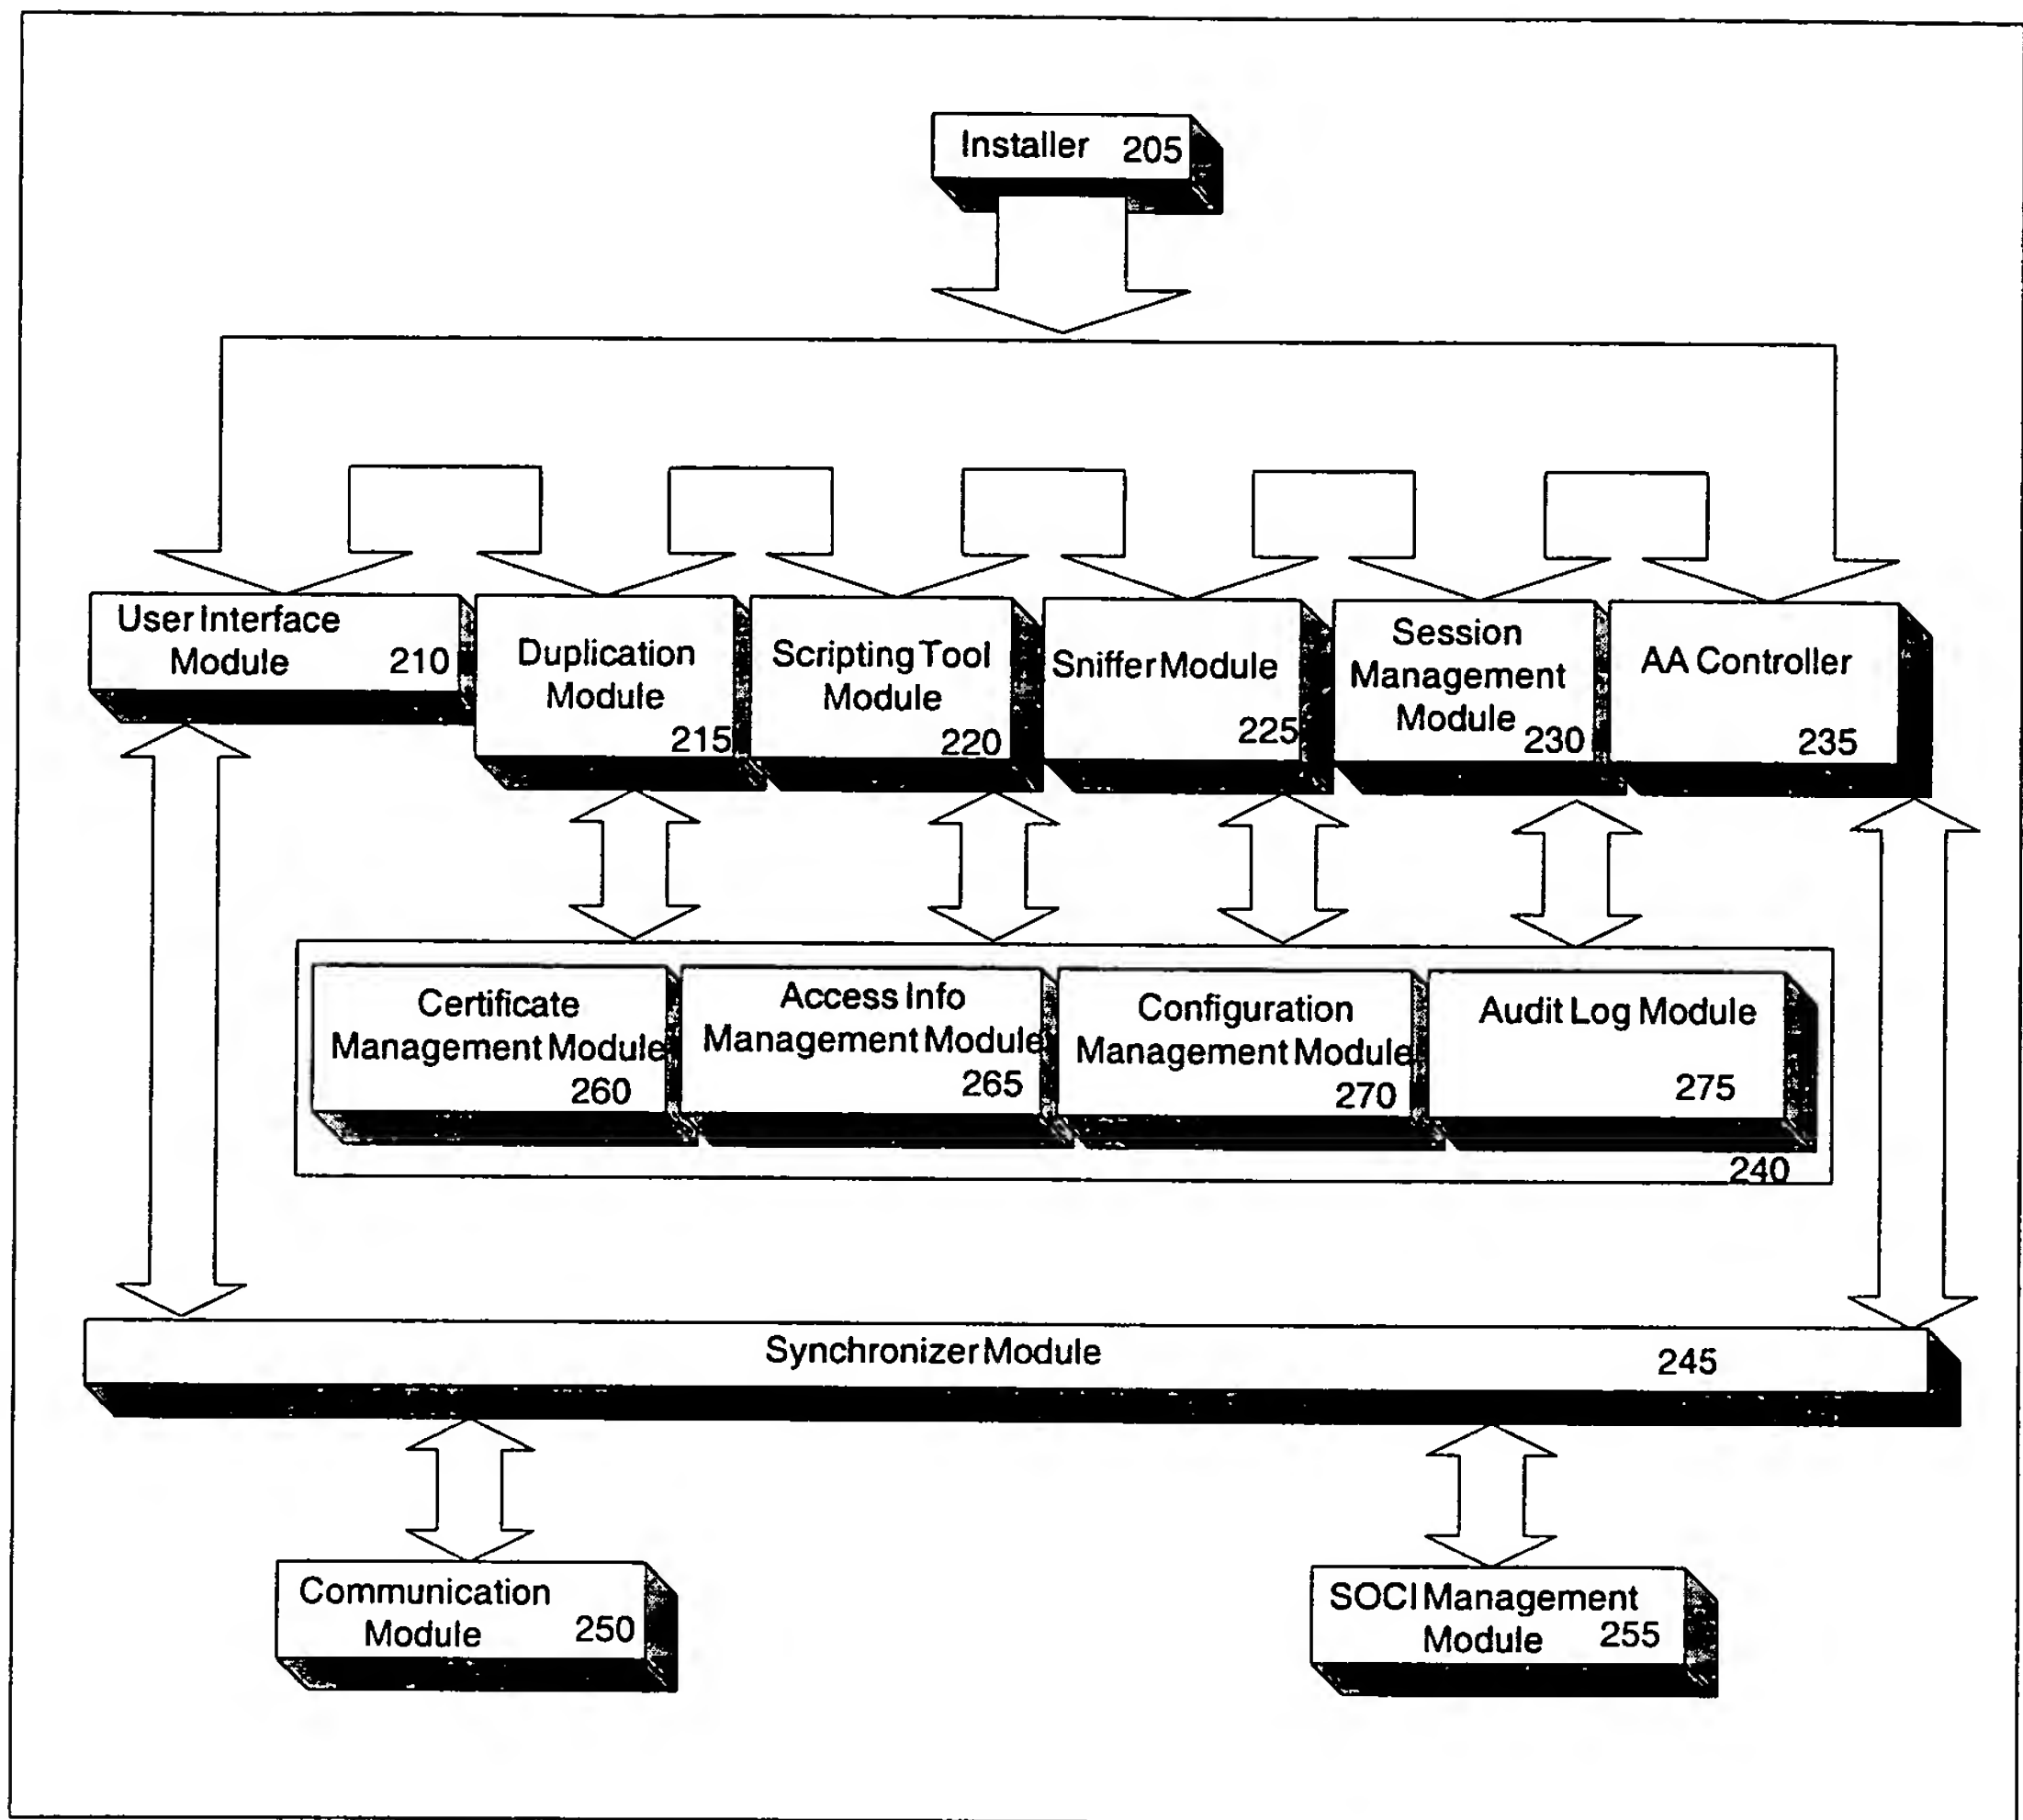 Installer 205
User Interface
Module 210
Duplication
Module
215
Scripting Tool
Module
220
Sniffer Module
225
Session
Management
Module
230
AA Controller
235
Certificate
Management Module
260
Access Info
Management Module
265
Configuration
Management Module
270
Audit Log Module
275
240
Synchronizer Module 245
Communication
Module 250
SOCI Management
Module 255